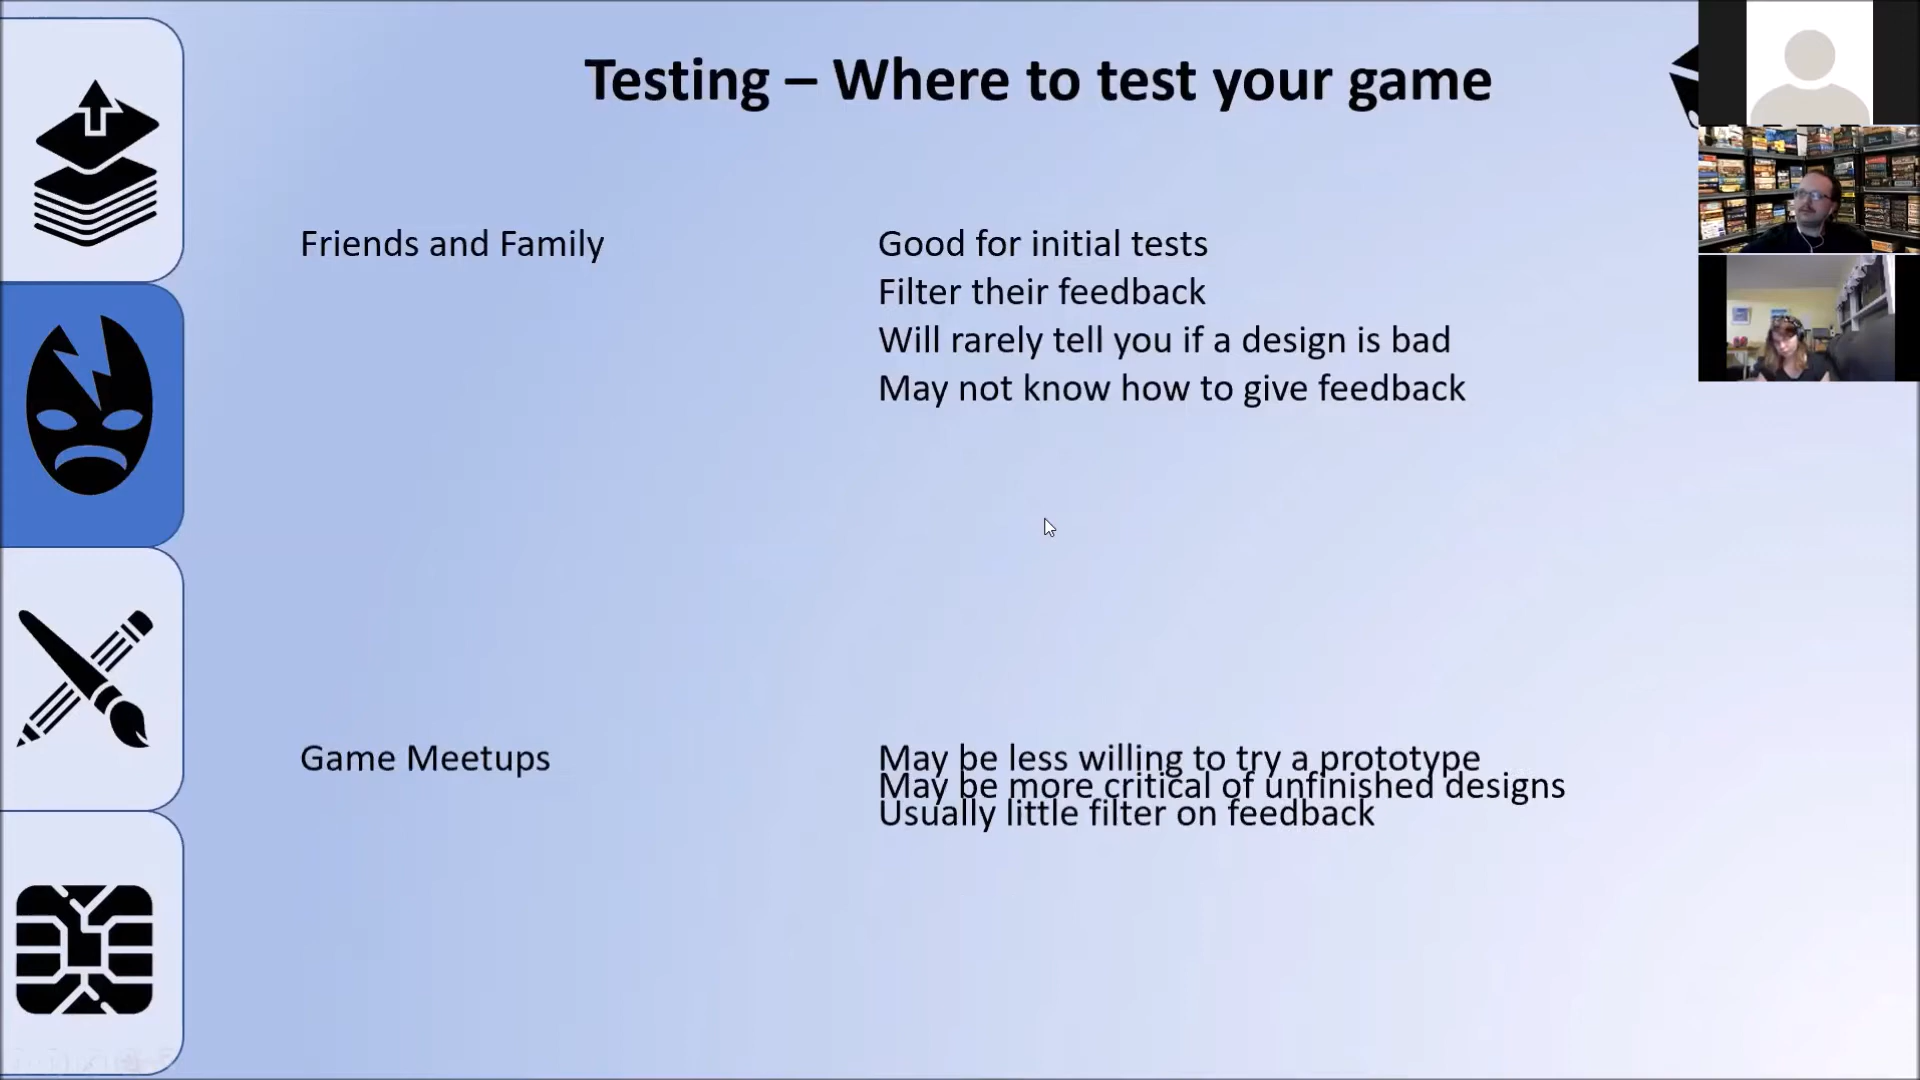 Testing – Where to test your game
Friends and Family
Good for initial tests
Filter their feedback
Will rarely tell you if a design is bad
May not know how to give feedback
Game Meetups
May be less willing to try a prototype
May be more critical of unfinished designs
Usually little filter on feedback